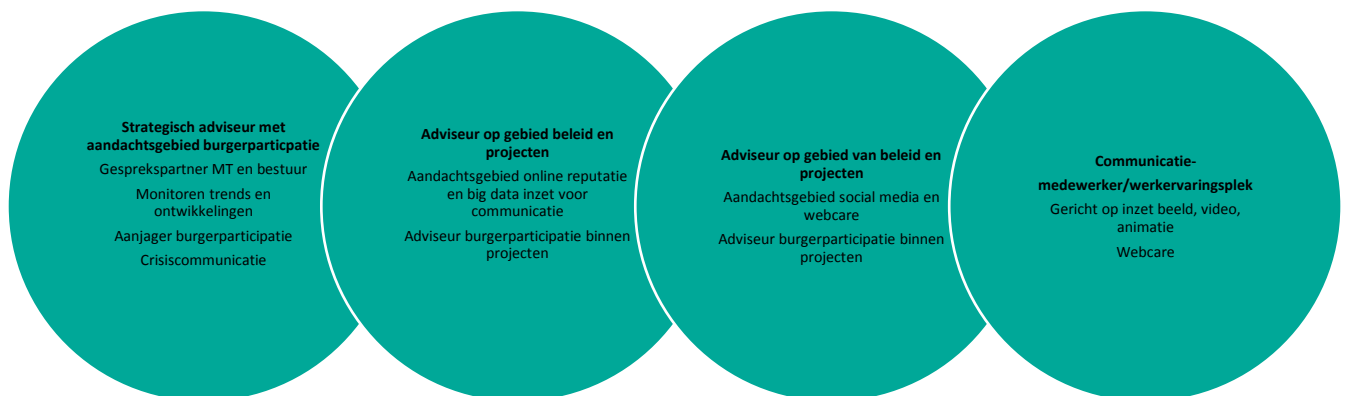 Strategisch adviseur met
aandachtsgebied burgerparticpatie
Gesprekspartner MT en bestuur
Monitoren trends en
ontwikkelingen
Aanjager burgerparticipatie
Crisiscommunicatie
Adviseur op gebied beleid en
projecten
Aandachtsgebied online reputatie
en big data inzet voor
communicatie
Adviseur burgerparticipatie binnen
projecten
Adviseur op gebied van beleid en
projecten
Aandachtsgebied social media en
webcare
Adviseur burgerparticipatie binnen
projecten
Communicatie-
medewerker/werkervaringsplek
Gericht op inzet beeld, video,
animatie
Webcare